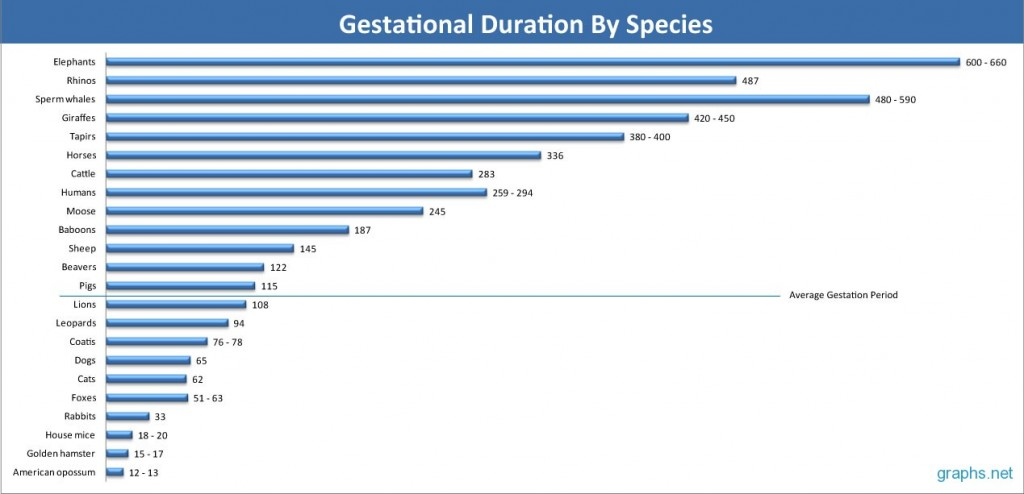 Gestational Duration By Species
Elephants 600 - 660
Rhinos 487
Sperm whales 480 - 590
Giraffes 420 - 450
Tapirs 380 - 400
Horses 336
Cattle 283
Humans 259 - 294
Moose 245
Baboons 187
Sheep 145
Beavers 122
Pigs 115
Average Gestation Period
Lions 108
Leopards 94
Coatis 76 - 78
Dogs 65
Cats 62
Foxes 51 - 63
Rabbits 33
House mice 18 - 20
Golden hamster 15 - 17
American opossum 12 - 13
graphs.net